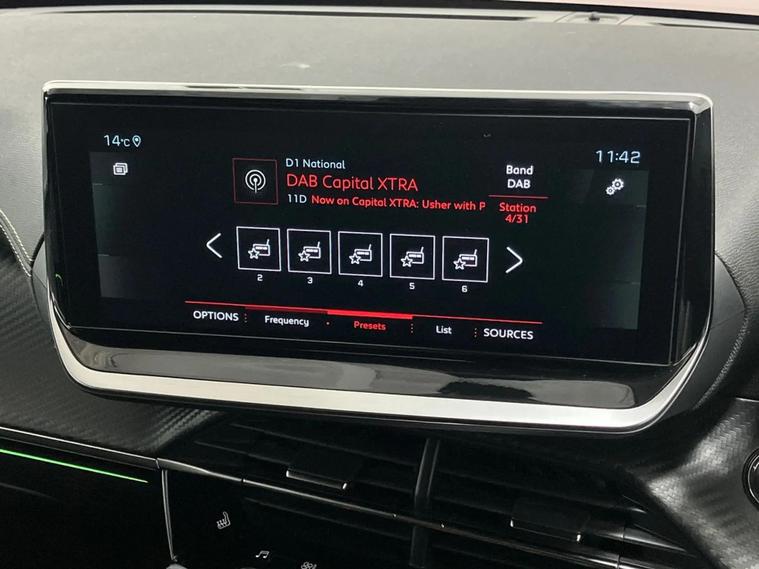 14°C
11:42
D1 National
DAB Capital XTRA
11D Now on Capital XTRA: Usher with P
Band
DAB
Station
4/31
2 3 4 5 6
OPTIONS Frequency Presets List SOURCES